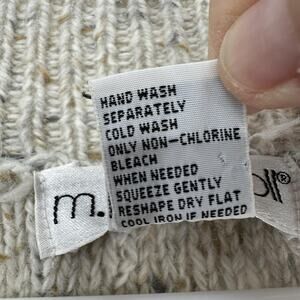 HAND WASH
SEPARATELY
COLD WASH
ONLY NON-CHLORINE
BLEACH
WHEN NEEDED
SQUEEZE GENTLY
RESHAPE DRY FLAT
COOL IRON IF NEEDED
m.
oll®